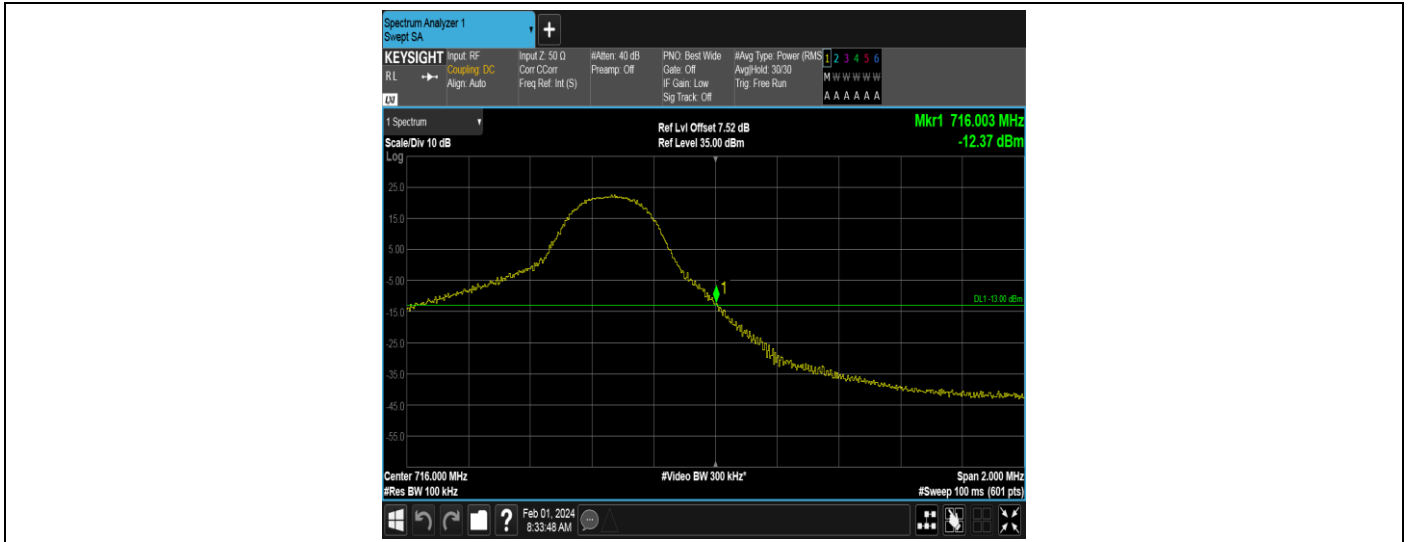 Spectrum Analyzer 1
Swept SA
+
KEYSIGHT Input: RF Input Z: 50 Ω #Atten: 40 dB PNO: Best Wide #Avg Type: Power (RMS 1 2 3 4 5 6
RL Coupling: DC Corr CCorr Preamp: Off Gate: Off Avg|Hold: 30/30 M W W W W W
Align: Auto Freq Ref: Int (S) IF Gain: Low Trig: Free Run
LXI Sig Track: Off A A A A A A
1 Spectrum
Ref Lvl Offset 7.52 dB Mkr1 716.003 MHz
Scale/Div 10 dB Ref Level 35.00 dBm -12.37 dBm
Log
25.0
15.0
5.00
-5.00
1
DL1 -13.00 dBm
-15.0
-25.0
-35.0
-45.0
-55.0
Center 716.000 MHz #Video BW 300 kHz* Span 2.000 MHz
#Res BW 100 kHz #Sweep 100 ms (601 pts)
? Feb 01, 2024
8:33:48 AM